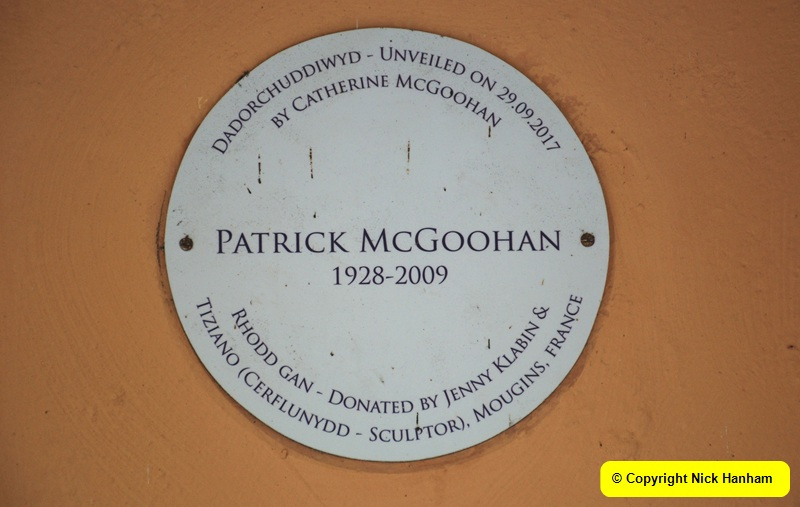 Dadorchuddiwyd - Unveiled on 29.09.2017
by Catherine McGoohan
Patrick McGoohan
1928-2009
Rhodd gan - Donated by Jenny Klabin &
Tiziano (Cerflunydd - Sculptor), Mougins, France
© Copyright Nick Hanham